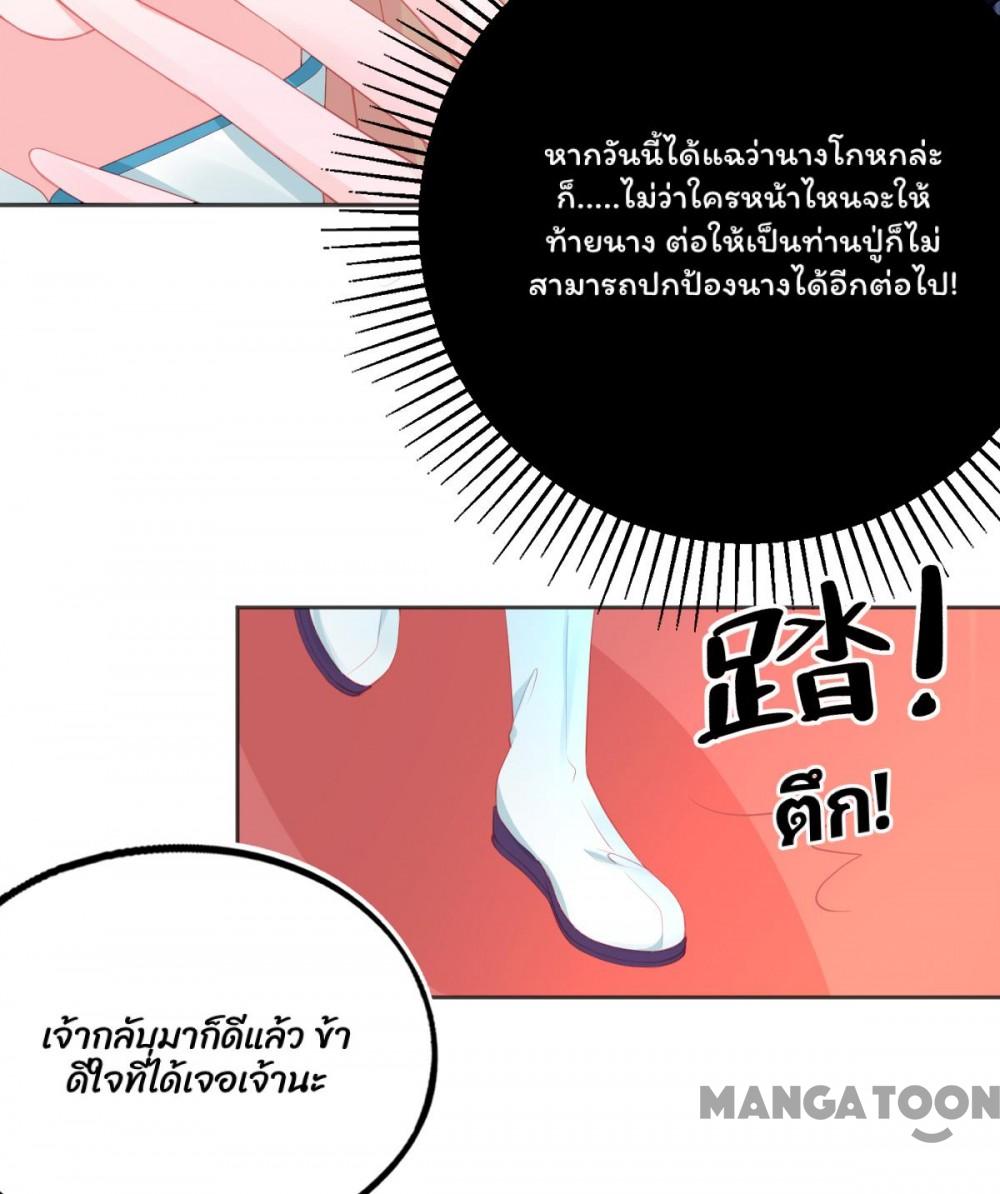 หากวันนี้ได้แฉว่านางโกหกล่ะ
ก็.....ไม่ว่าใครหน้าไหนจะให้
ท้ายนาง ต่อให้เป็นท่านปู่ก็ไม่
สามารถปกป้องนางได้อีกต่อไป!
踏!
ตึก!
เจ้ากลับมาก็ดีแล้ว ข้า
ดีใจที่ได้เจอเจ้านะ
MANGATOON